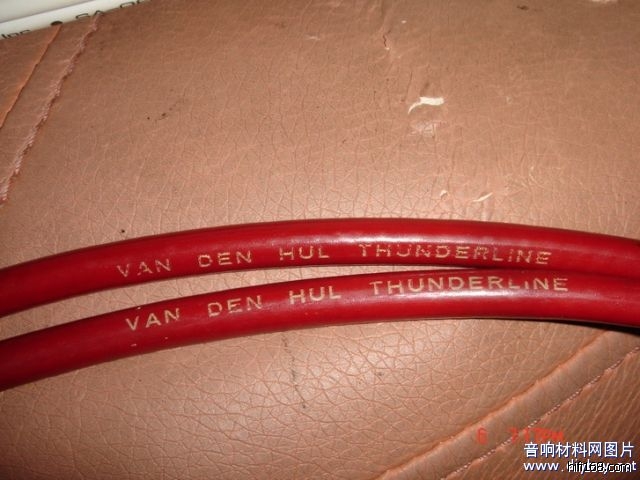 VAN DEN HUL THUNDERLINE
VAN DEN HUL THUNDERLINE
音响材料网图片